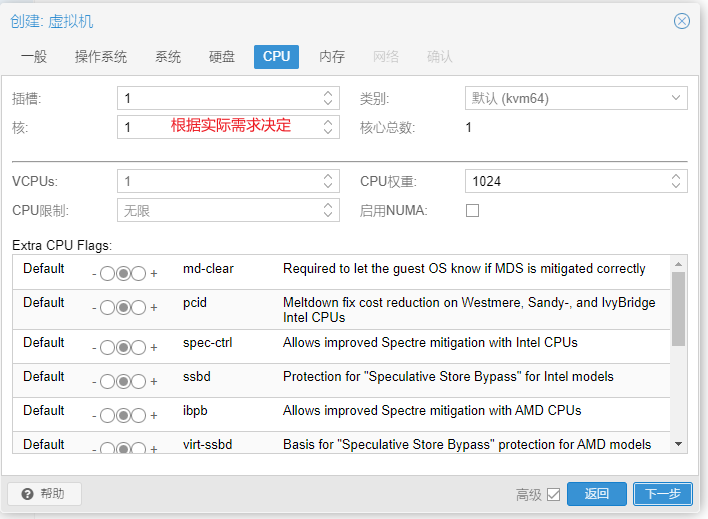 创建: 虚拟机
一般 操作系统 系统 硬盘 CPU 内存 网络 确认
插槽: 1 类别: 默认 (kvm64)
核: 1 根据实际需求决定 核心总数: 1
VCPUs: 1 CPU权重: 1024
CPU限制: 无限 启用NUMA:
Extra CPU Flags:
Default - + md-clear Required to let the guest OS know if MDS is mitigated correctly
Default - + pcid Meltdown fix cost reduction on Westmere, Sandy-, and IvyBridge
Intel CPUs
Default - + spec-ctrl Allows improved Spectre mitigation with Intel CPUs
Default - + ssbd Protection for "Speculative Store Bypass" for Intel models
Default - + ibpb Allows improved Spectre mitigation with AMD CPUs
Default - + virt-ssbd Basis for "Speculative Store Bypass" protection for AMD models
? 帮助 高级 返回 下一步